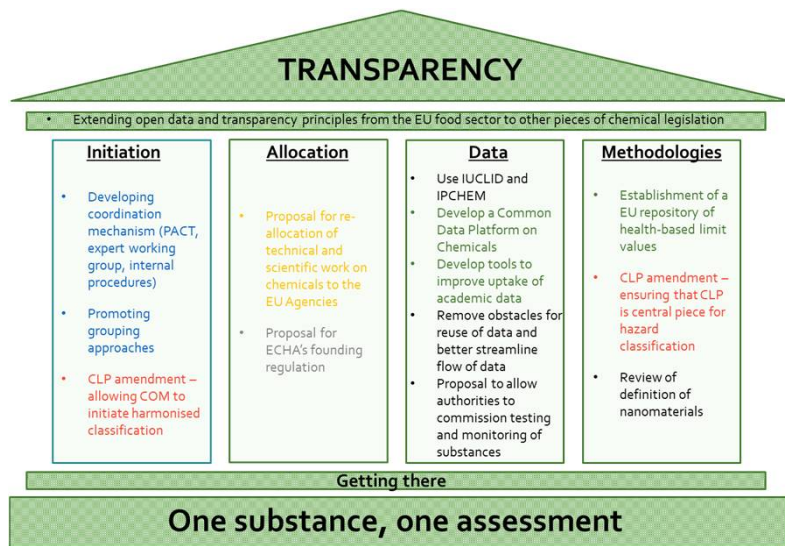 TRANSPARENCY
• Extending open data and transparency principles from the EU food sector to other pieces of chemical legislation
Initiation
• Developing
coordination
mechanism (PACT,
expert working
group, internal
procedures)
• Promoting
grouping
approaches
• CLP amendment –
allowing COM to
initiate harmonised
classification
Allocation
• Proposal for re-
allocation of
technical and
scientific work on
chemicals to the
EU Agencies
• Proposal for
ECHA's founding
regulation
Data
• Use IUCLID and
IPCHEM
• Develop a Common
Data Platform on
Chemicals
• Develop tools to
improve uptake of
academic data
• Remove obstacles for
reuse of data and
better streamline
flow of data
• Proposal to allow
authorities to
commission testing
and monitoring of
substances
Methodologies
• Establishment of a
EU repository of
health-based limit
values
• CLP amendment –
ensuring that CLP
is central piece for
hazard
classification
• Review of
definition of
nanomaterials
Getting there
One substance, one assessment